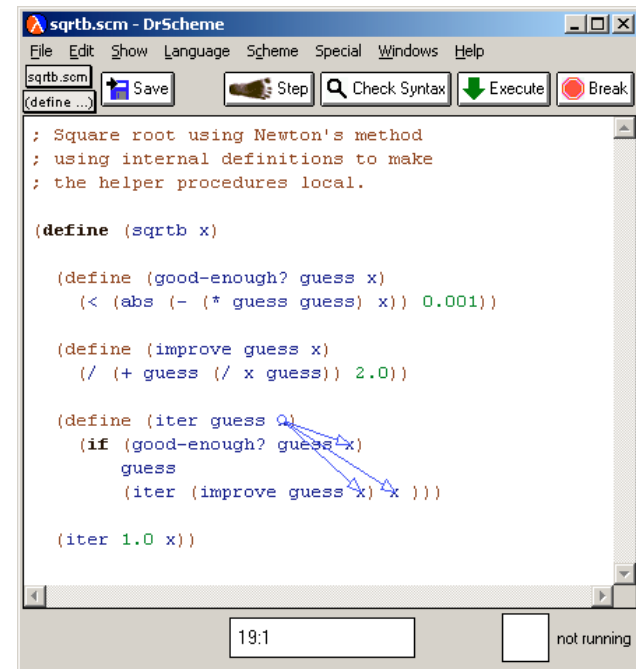 sqrtb.scm - DrScheme
File Edit Show Language Scheme Special Windows Help
sqrtb.scm
(define ...)
Save Step Check Syntax Execute Break
; Square root using Newton's method
; using internal definitions to make
; the helper procedures local.
(define (sqrtb x)
(define (good-enough? guess x)
(< (abs (- (* guess guess) x)) 0.001))
(define (improve guess x)
(/ (+ guess (/ x guess)) 2.0))
(define (iter guess )
(if (good-enough? guess x)
guess
(iter (improve guess x) x )))
(iter 1.0 x))
19:1
not running